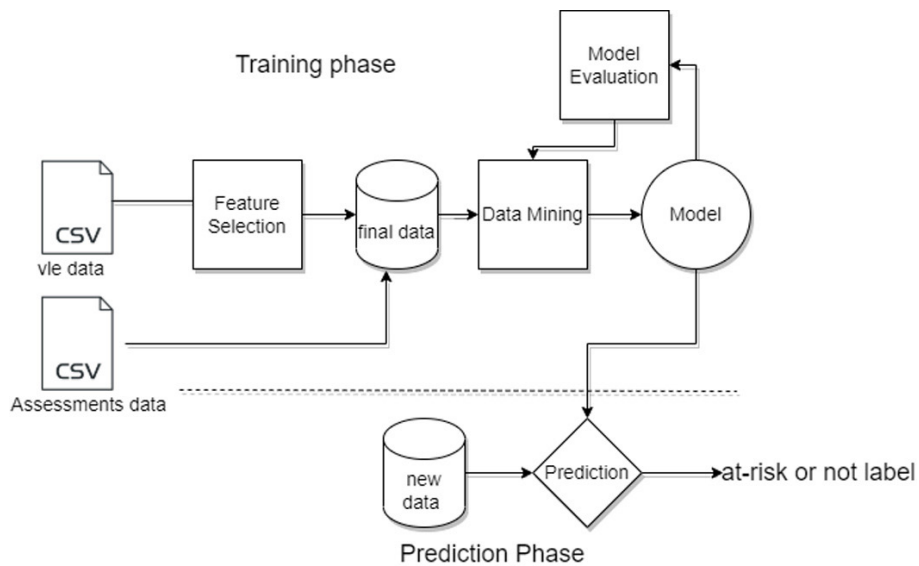 Training phase
Model
Evaluation
CSV
vle data
Feature
Selection
final data
Data Mining
Model
CSV
Assessments data
new
data
Prediction
at-risk or not label
Prediction Phase